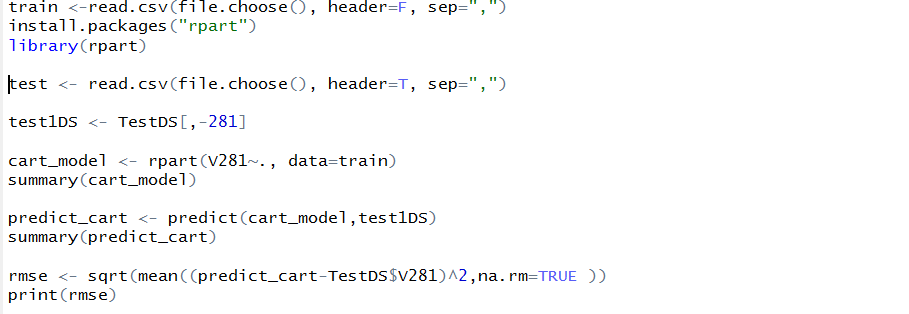 train <-read.csv(file.choose(), header=F, sep=",")
install.packages("rpart")
library(rpart)
test <- read.csv(file.choose(), header=T, sep=",")
test1DS <- TestDS[,-281]
cart_model <- rpart(V281~., data=train)
summary(cart_model)
predict_cart <- predict(cart_model,test1DS)
summary(predict_cart)
rmse <- sqrt(mean((predict_cart-TestDS$V281)^2,na.rm=TRUE ))
print(rmse)